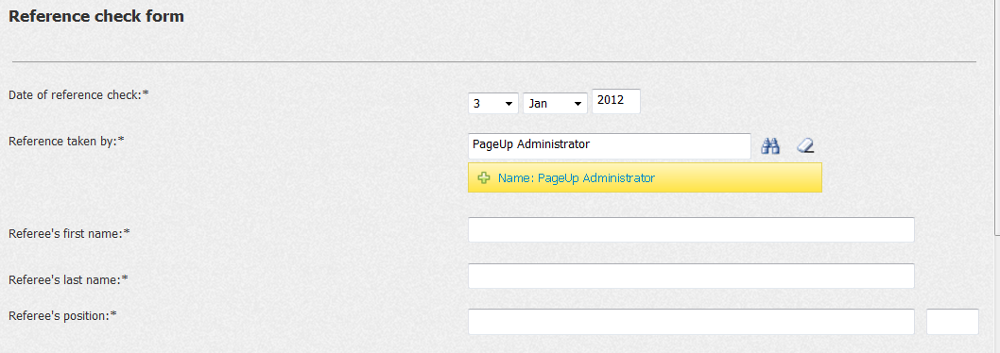 Reference check form
Date of reference check:* 3 Jan 2012
Reference taken by:* PageUp Administrator
Name: PageUp Administrator
Referee's first name:*
Referee's last name:*
Referee's position:*